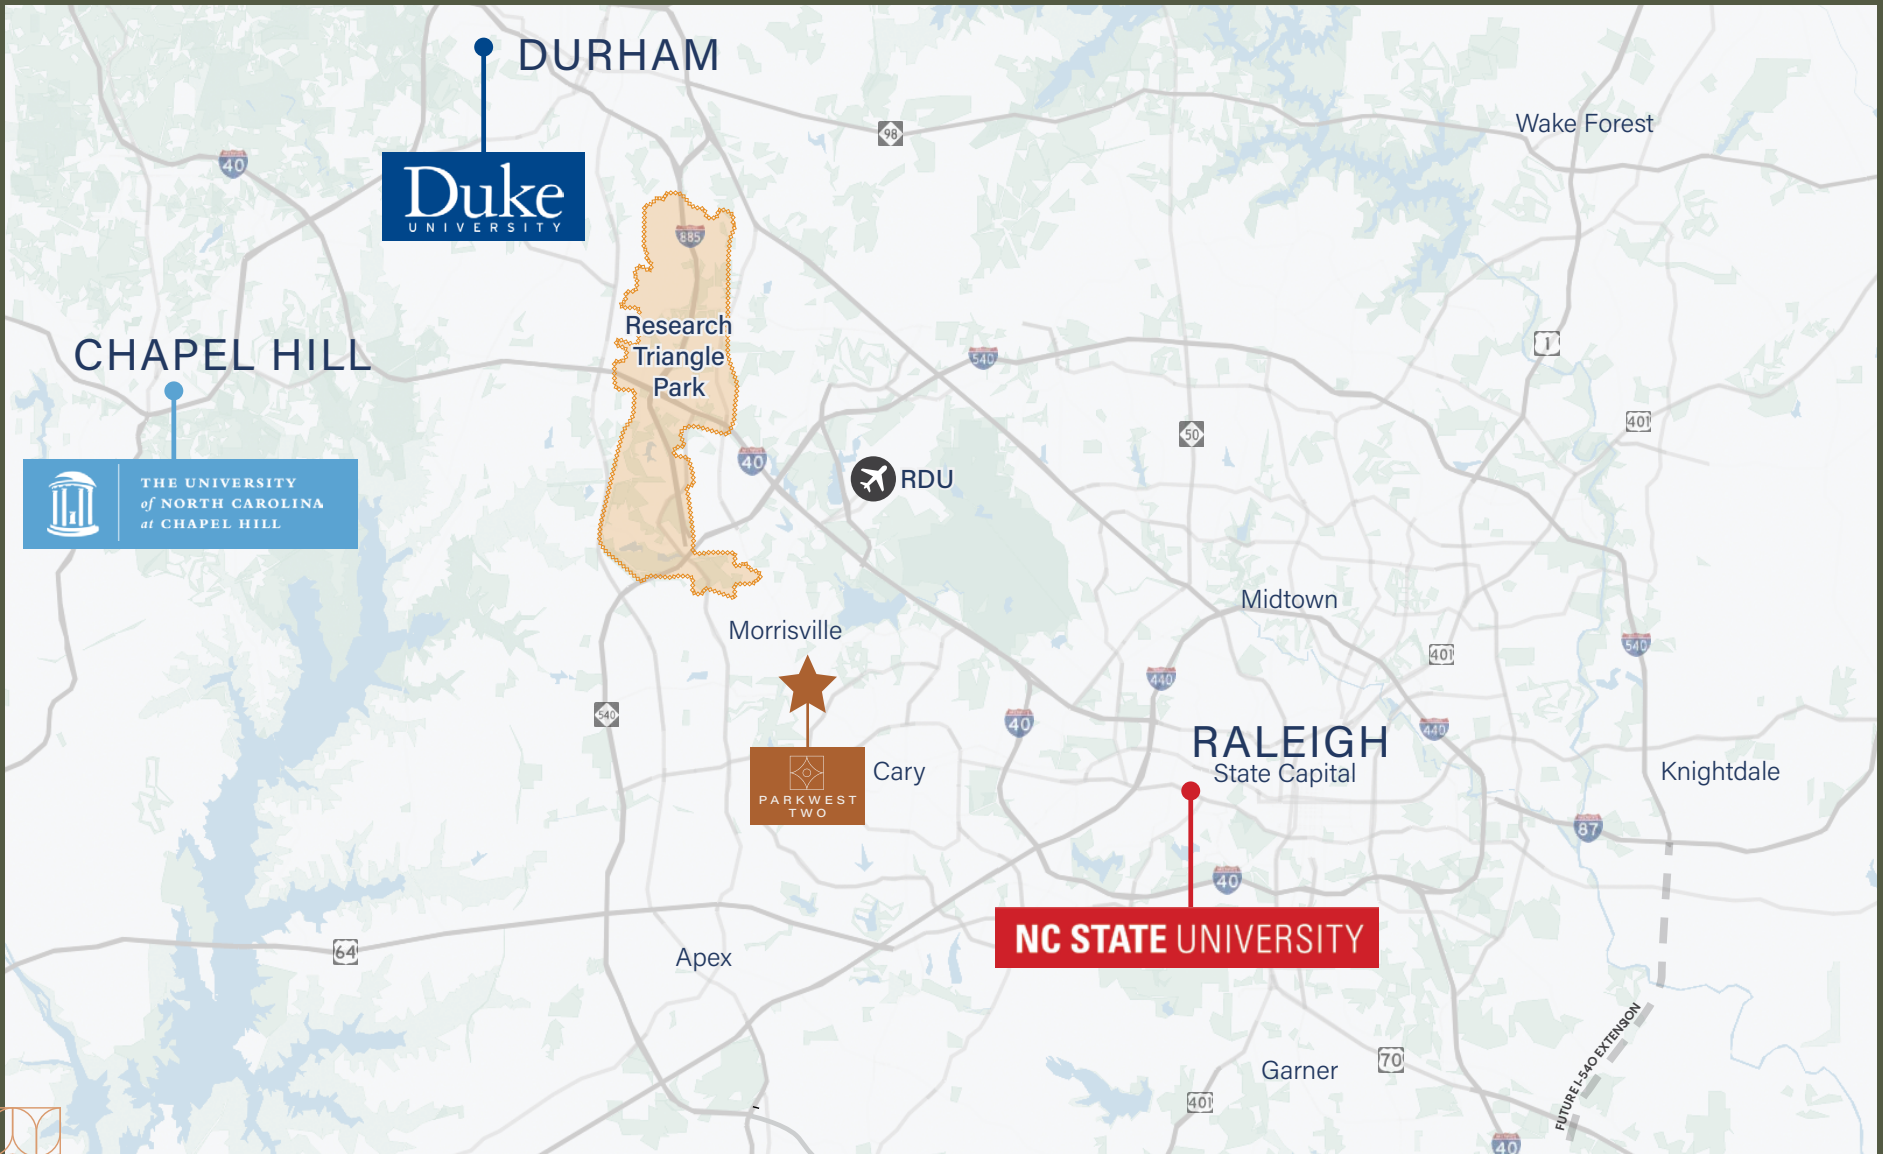 DURHAM
98
Wake Forest
40
Duke
UNIVERSITY
885
Research
Triangle
Park
CHAPEL HILL
540
1
401
50
40
RDU
THE UNIVERSITY
of NORTH CAROLINA
at CHAPEL HILL
Midtown
Morrisville
540
401
440
540
40
440
RALEIGH
State Capital
Cary
Knightdale
PARKWEST
TWO
87
40
NC STATE UNIVERSITY
64
Apex
FUTURE I-540 EXTENSION
Garner
70
401
40